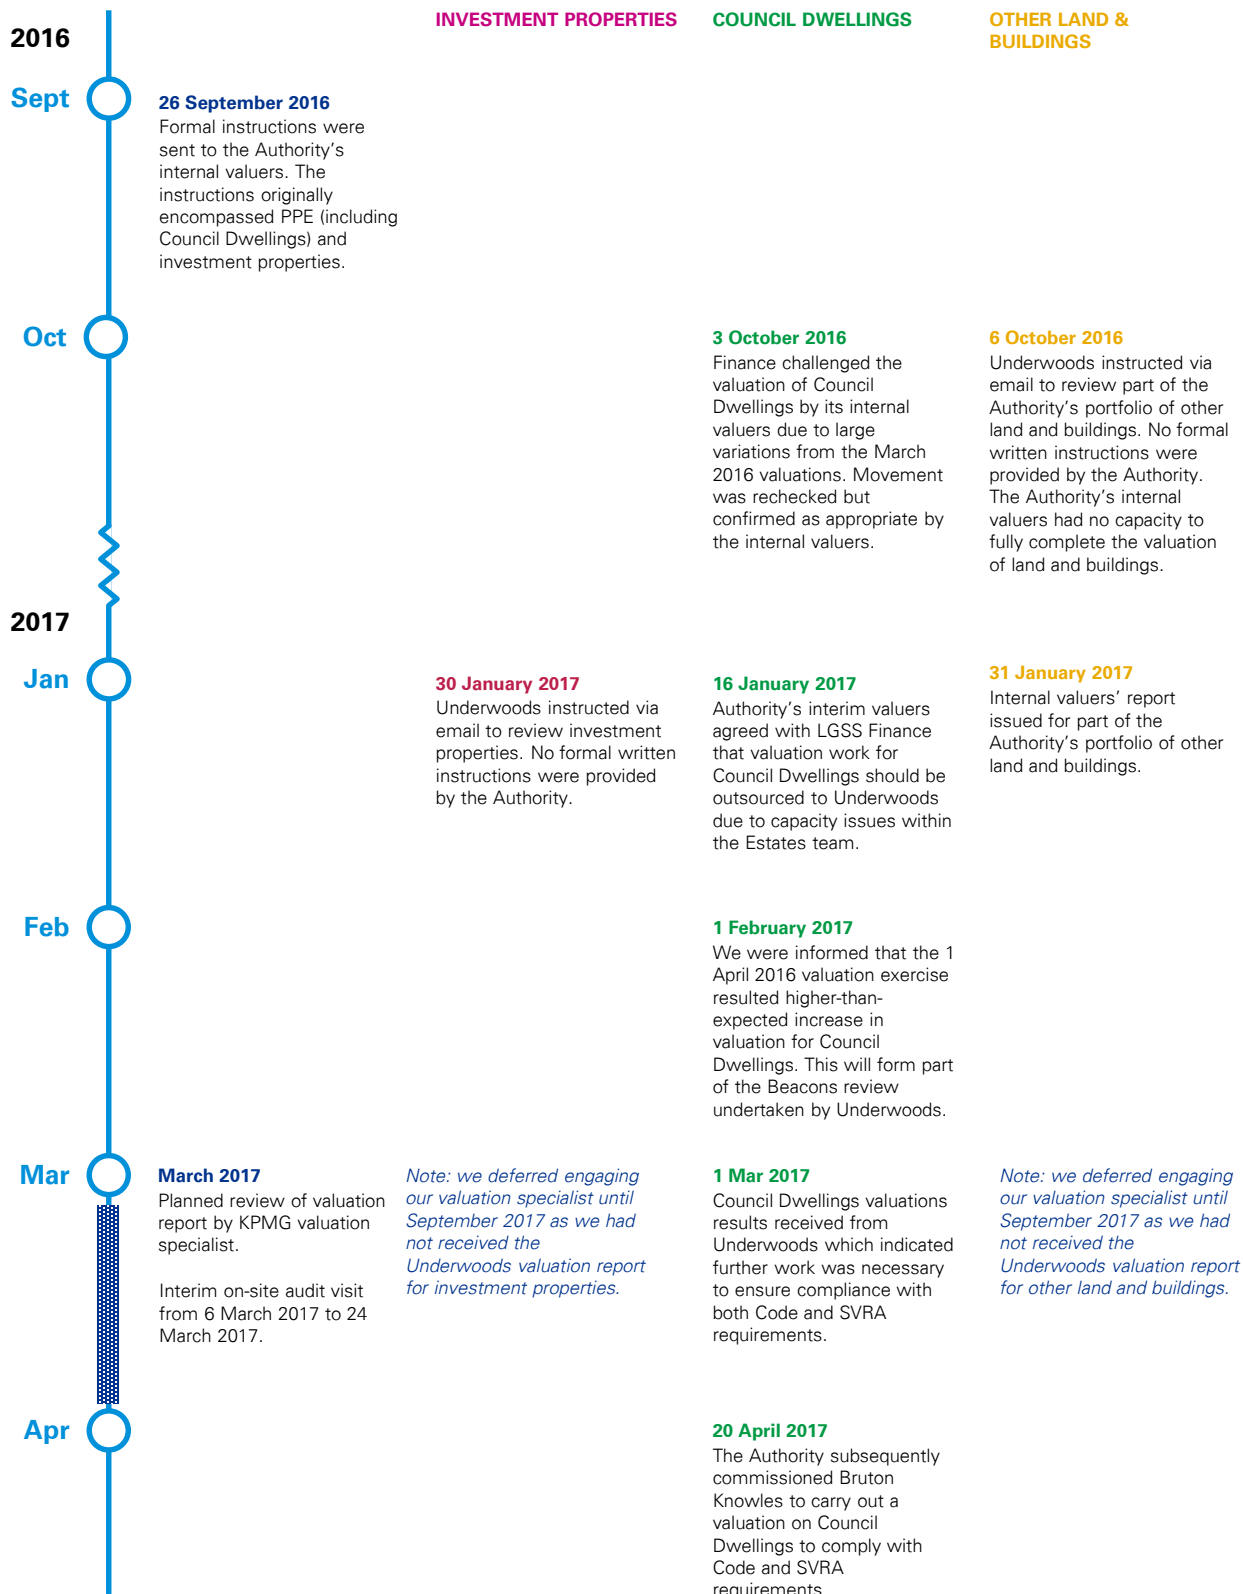 INVESTMENT PROPERTIES
COUNCIL DWELLINGS
OTHER LAND &
BUILDINGS
2016
Sept
26 September 2016
Formal instructions were
sent to the Authority's
internal valuers. The
instructions originally
encompassed PPE (including
Council Dwellings) and
investment properties.
Oct
3 October 2016
Finance challenged the
valuation of Council
Dwellings by its internal
valuers due to large
variations from the March
2016 valuations. Movement
was rechecked but
confirmed as appropriate by
the internal valuers.
6 October 2016
Underwoods instructed via
email to review part of the
Authority's portfolio of other
land and buildings. No formal
written instructions were
provided by the Authority.
The Authority's internal
valuers had no capacity to
fully complete the valuation
of land and buildings.
2017
Jan
30 January 2017
Underwoods instructed via
email to review investment
properties. No formal written
instructions were provided
by the Authority.
16 January 2017
Authority's interim valuers
agreed with LGSS Finance
that valuation work for
Council Dwellings should be
outsourced to Underwoods
due to capacity issues within
the Estates team.
31 January 2017
Internal valuers' report
issued for part of the
Authority's portfolio of other
land and buildings.
Feb
1 February 2017
We were informed that the 1
April 2016 valuation exercise
resulted higher-than-
expected increase in
valuation for Council
Dwellings. This will form part
of the Beacons review
undertaken by Underwoods.
Mar
March 2017
Planned review of valuation
report by KPMG valuation
specialist.
Interim on-site audit visit
from 6 March 2017 to 24
March 2017.
Note: we deferred engaging
our valuation specialist until
September 2017 as we had
not received the
Underwoods valuation report
for investment properties.
1 Mar 2017
Council Dwellings valuations
results received from
Underwoods which indicated
further work was necessary
to ensure compliance with
both Code and SVRA
requirements.
Note: we deferred engaging
our valuation specialist until
September 2017 as we had
not received the
Underwoods valuation report
for other land and buildings.
Apr
20 April 2017
The Authority subsequently
commissioned Bruton
Knowles to carry out a
valuation on Council
Dwellings to comply with
Code and SVRA
requirements